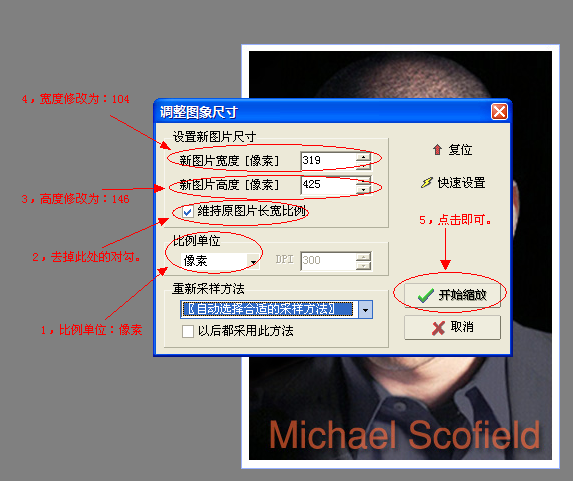 4，宽度修改为：104
调整图象尺寸
设置新图片尺寸
新图片宽度 [像素] 319
复位
新图片高度 [像素] 425
快速设置
3，高度修改为：146
维持原图片长宽比例
5，点击即可。
比例单位
2，去掉此处的对勾。
像素 DPI 300
重新采样方法
开始缩放
〖自动选择合适的采样方法〗
1，比例单位：像素
以后都采用此方法
取消
Michael Scofield